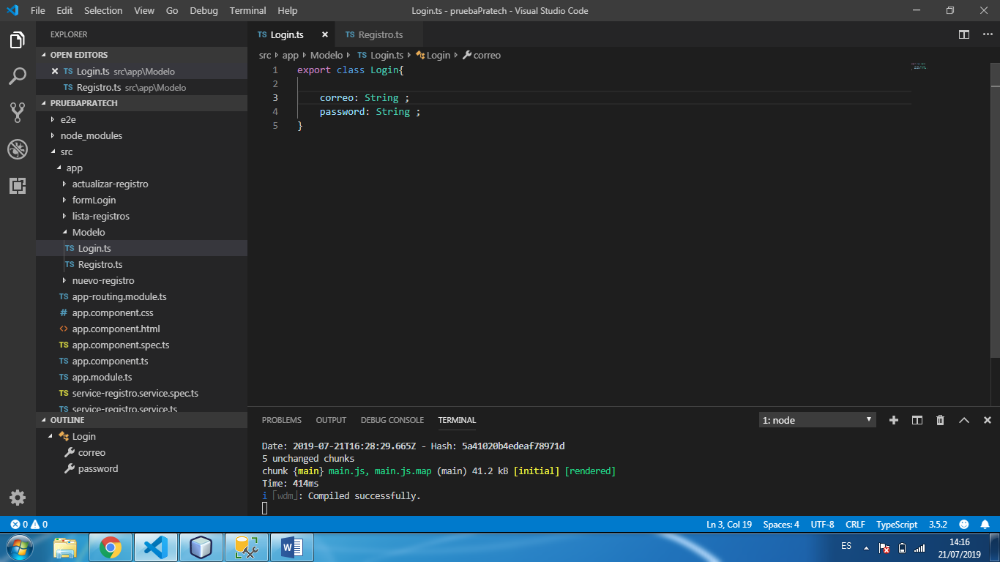 File Edit Selection View Go Debug Terminal Help
Login.ts - pruebaPratech - Visual Studio Code
EXPLORER
OPEN EDITORS
TS Login.ts src\app\Modelo
TS Registro.ts src\app\Modelo
PRUEBAPRATECH
e2e
node_modules
src
app
actualizar-registro
formLogin
lista-registros
Modelo
TS Login.ts
TS Registro.ts
nuevo-registro
TS app-routing.module.ts
# app.component.css
<> app.component.html
TS app.component.spec.ts
TS app.component.ts
TS app.module.ts
TS service-registro.service.spec.ts
TS service-registro.service.ts
OUTLINE
Login
correo
password
TS Login.ts
TS Registro.ts
src app Modelo TS Login.ts Login correo
1 export class Login{
2
3 correo: String ;
4 password: String ;
5 }
PROBLEMS OUTPUT DEBUG CONSOLE TERMINAL
1: node
Date: 2019-07-21T16:28:29.665Z - Hash: 5a41020b4edeaf78971d
5 unchanged chunks
chunk {main} main.js, main.js.map (main) 41.2 kB [initial] [rendered]
Time: 414ms
i ｢wdm｣: Compiled successfully.
0 0
Ln 3, Col 19 Spaces: 4 UTF-8 CRLF TypeScript 3.5.2
ES
14:16
21/07/2019